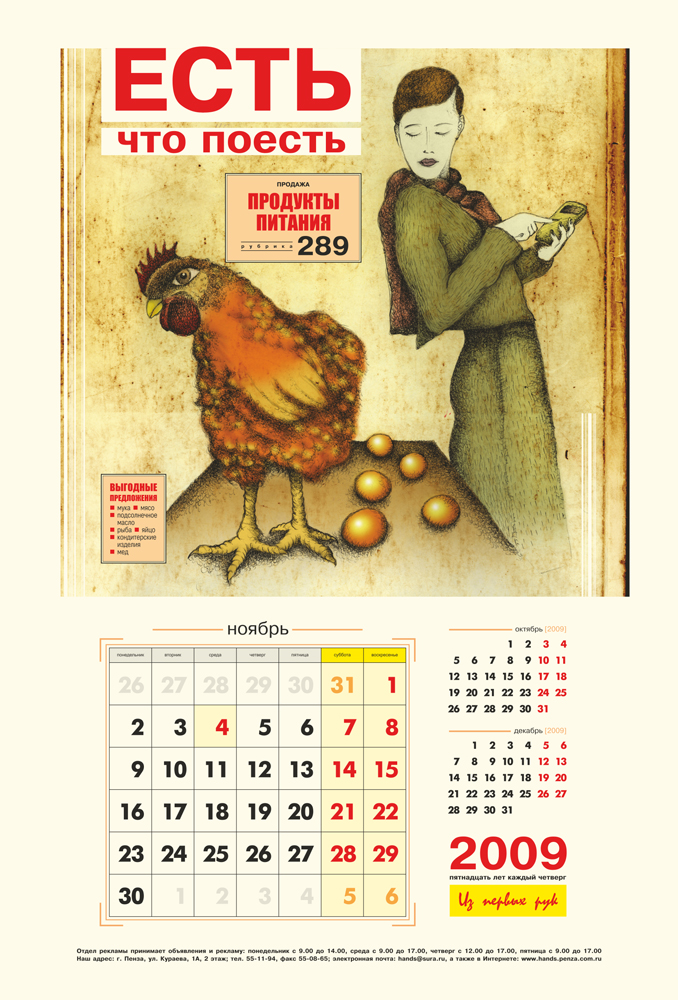 ЕСТЬ
что поесть
ПРОДАЖА
ПРОДУКТЫ
ПИТАНИЯ
рубрика 289
ВЫГОДНЫЕ
ПРЕДЛОЖЕНИЯ
■ мука ■ мясо
■ подсолнечное
масло
■ рыба ■ яйцо
■ кондитерские
изделия
■ мед
ноябрь
понедельник вторник среда четверг пятница суббота воскресенье
26 27 28 29 30 31 1
2 3 4 5 6 7 8
9 10 11 12 13 14 15
16 17 18 19 20 21 22
23 24 25 26 27 28 29
30 1 2 3 4 5 6
октябрь [2009]
1 2 3 4
5 6 7 8 9 10 11
12 13 14 15 16 17 18
19 20 21 22 23 24 25
26 27 28 29 30 31
декабрь [2009]
1 2 3 4 5 6
7 8 9 10 11 12 13
14 15 16 17 18 19 20
21 22 23 24 25 26 27
28 29 30 31
2009
пятнадцать лет каждый четверг
Из первых рук
Отдел рекламы принимает объявления и рекламу: понедельник с 9.00 до 14.00, среда с 9.00 до 17.00, четверг с 12.00 до 17.00, пятница с 9.00 до 17.00
Наш адрес: г. Пенза, ул. Кураева, 1А, 2 этаж; тел. 55-11-94, факс 55-08-65; электронная почта: hands@sura.ru, а также в Интернете: www.hands.penza.com.ru